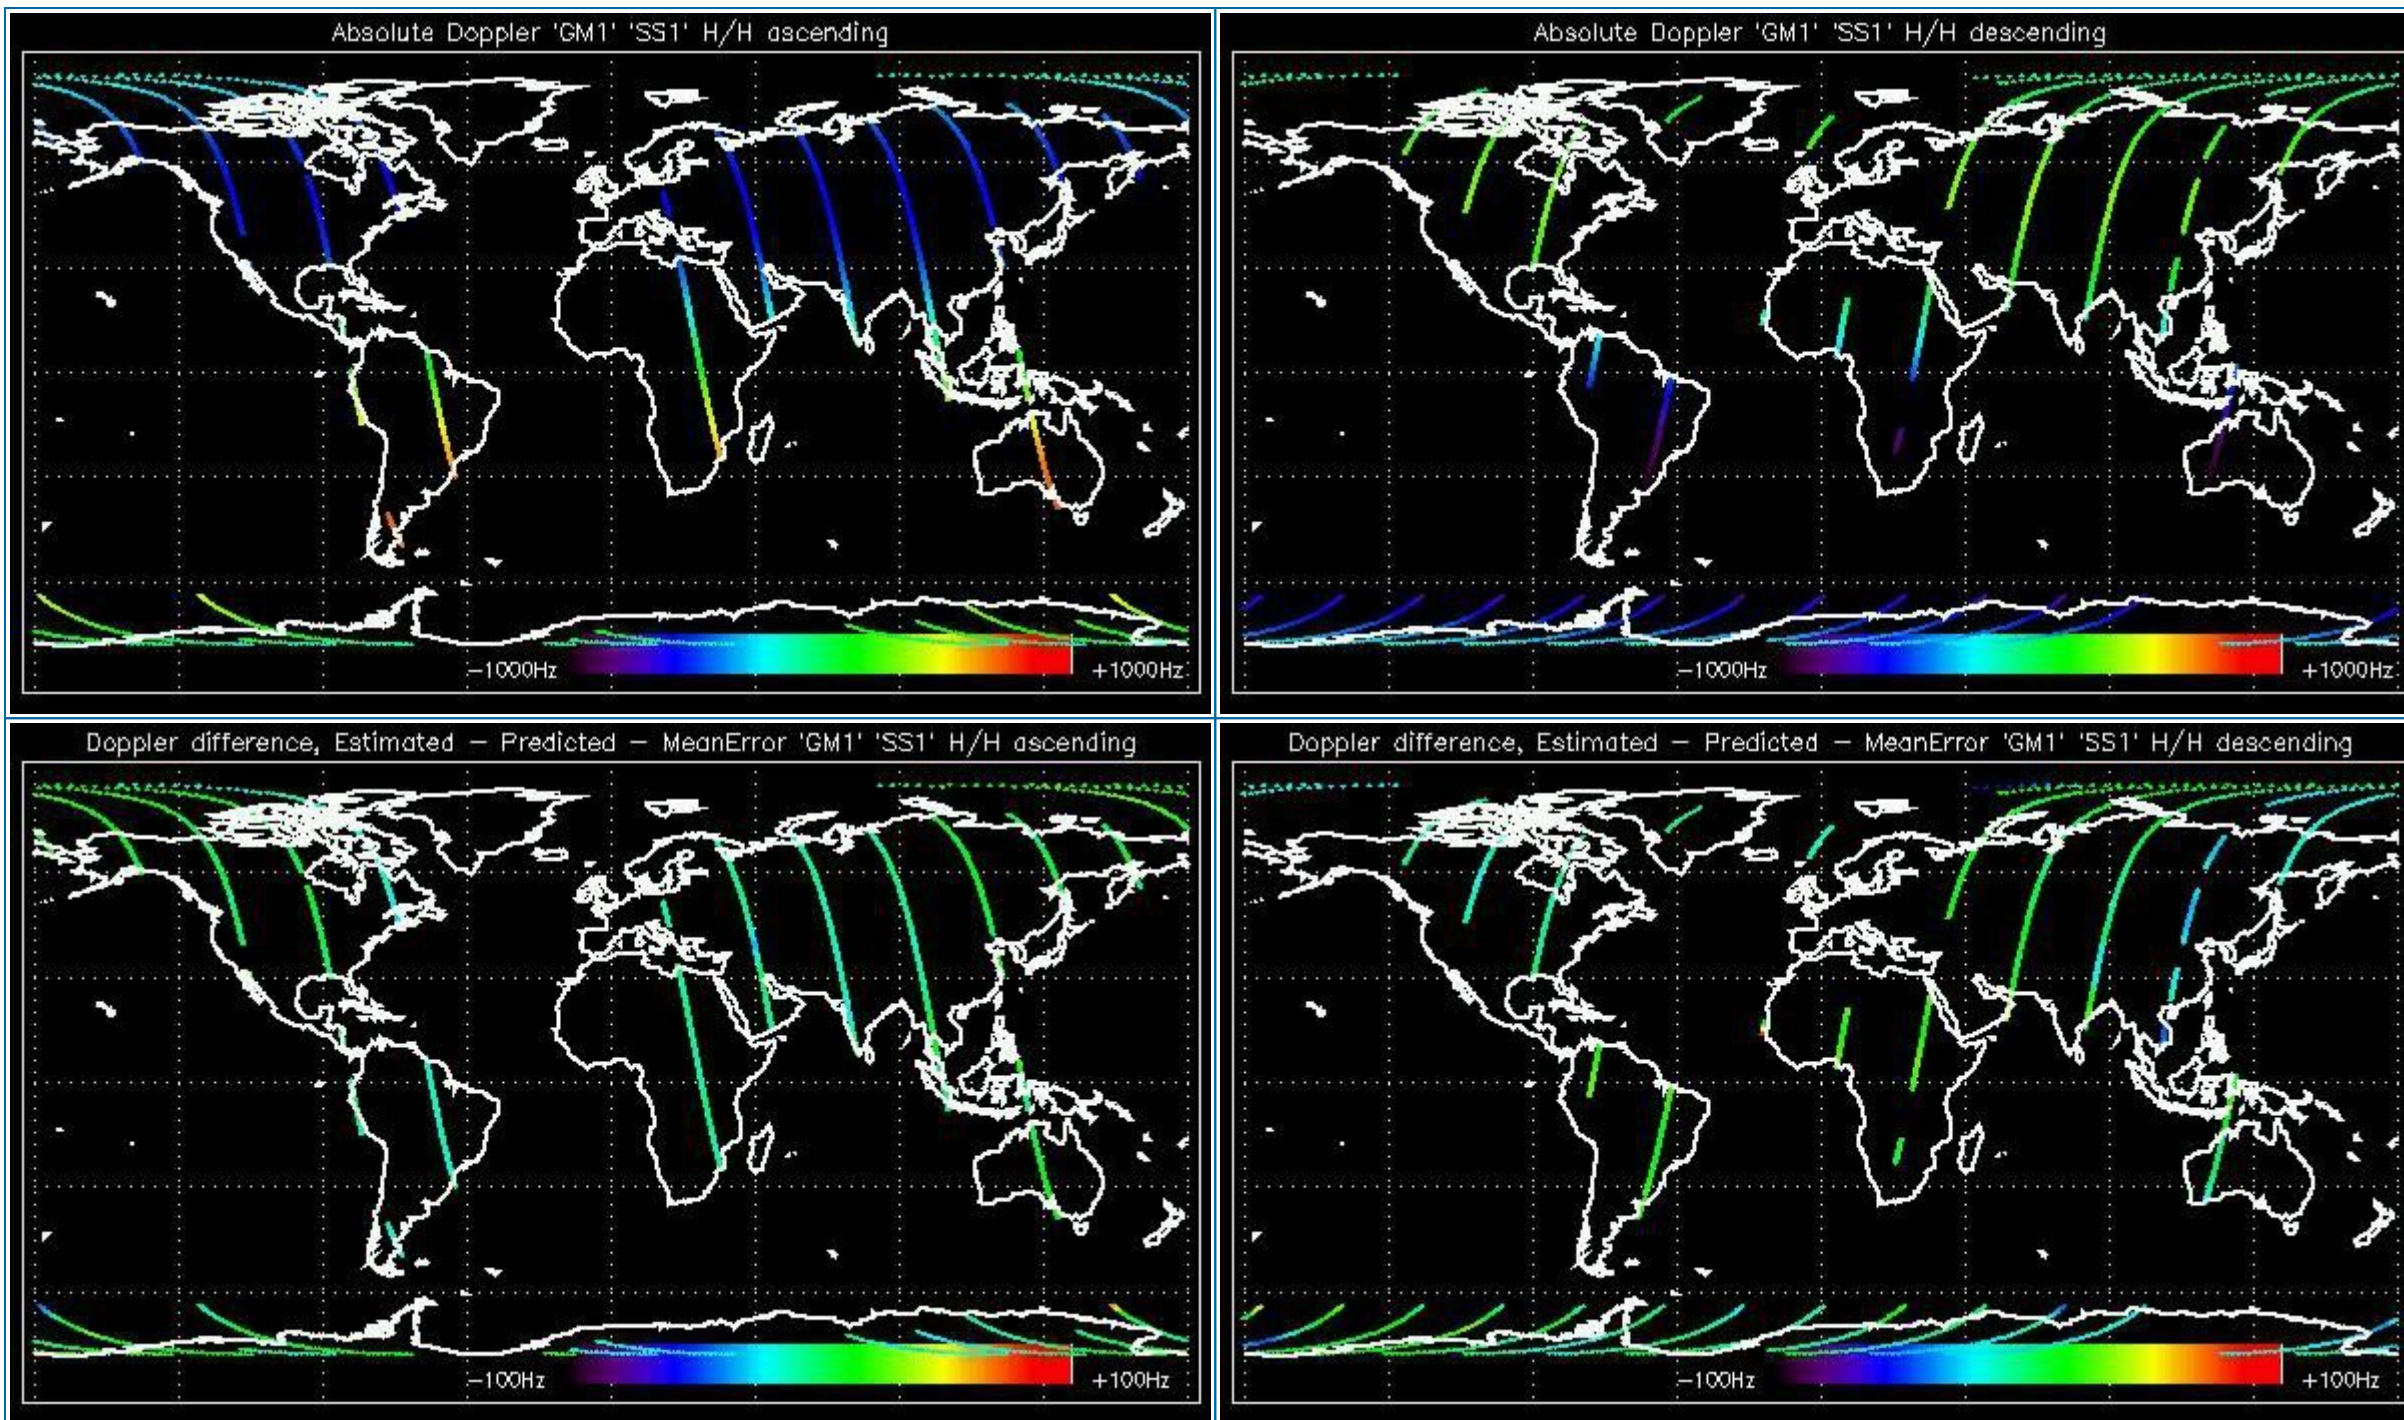 Absolute Doppler 'GM1' 'SS1' H/H ascending
-1000Hz
+1000Hz
Absolute Doppler 'GM1' 'SS1' H/H descending
-1000Hz
+1000Hz
Doppler difference, Estimated - Predicted - MeanError 'GM1' 'SS1' H/H ascending
-100Hz
+100Hz
Doppler difference, Estimated - Predicted - MeanError 'GM1' 'SS1' H/H descending
-100Hz
+100Hz